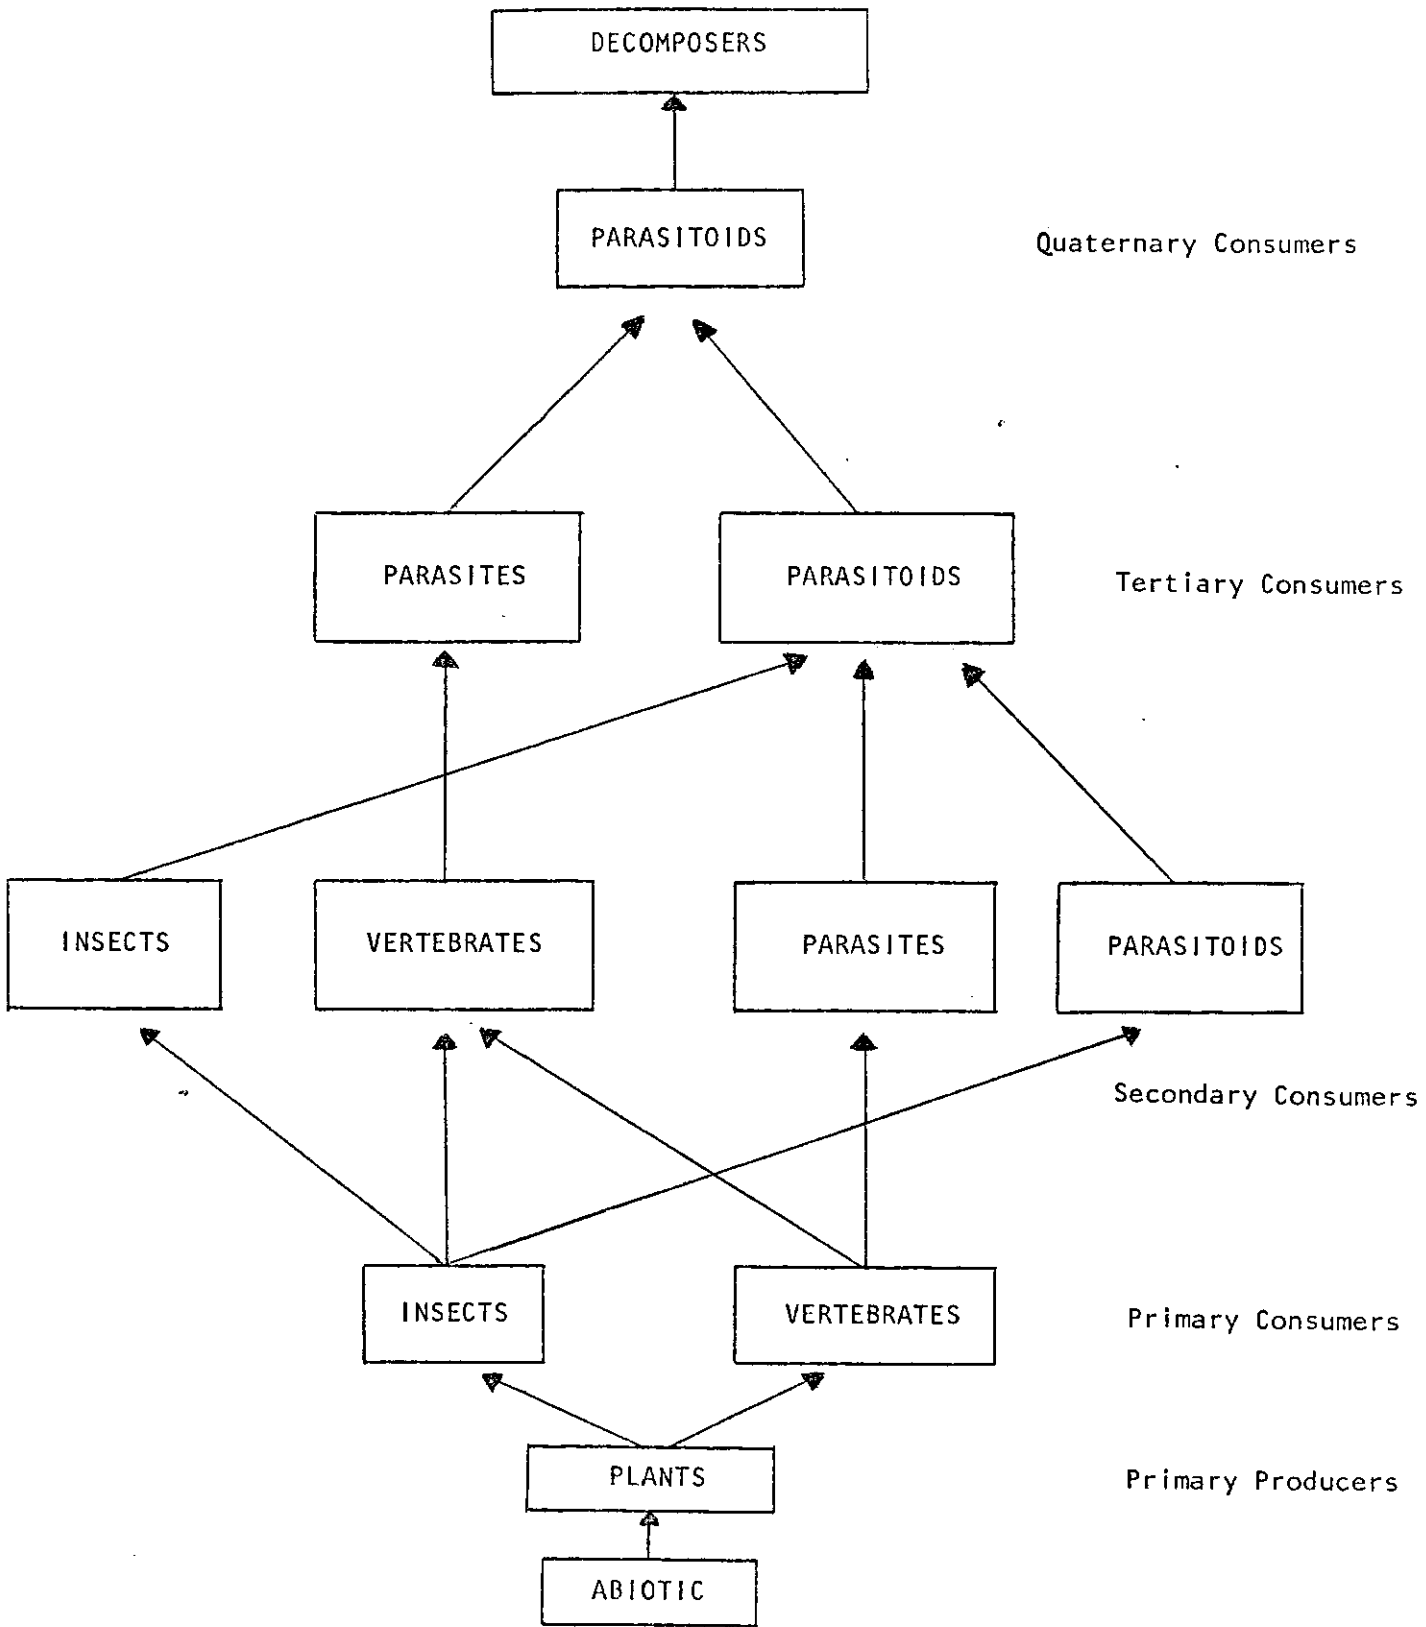 DECOMPOSERS
PARASITOIDS
Quaternary Consumers
PARASITES
PARASITOIDS
Tertiary Consumers
INSECTS
VERTEBRATES
PARASITES
PARASITOIDS
Secondary Consumers
INSECTS
VERTEBRATES
Primary Consumers
PLANTS
Primary Producers
ABIOTIC